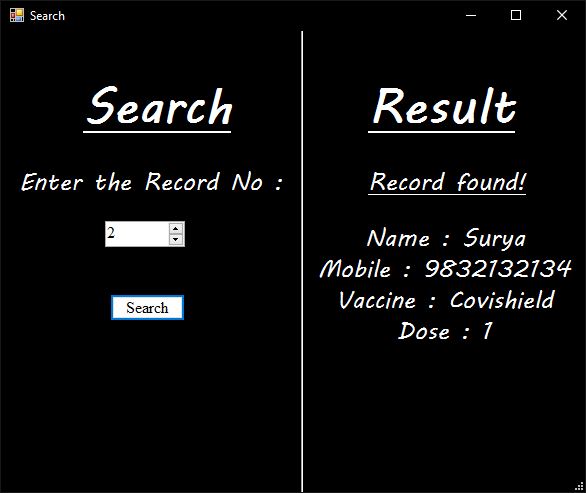 Search
Search
Enter the Record No :
2
Search
Result
Record found!
Name : Surya
Mobile : 9832132134
Vaccine : Covishield
Dose : 1